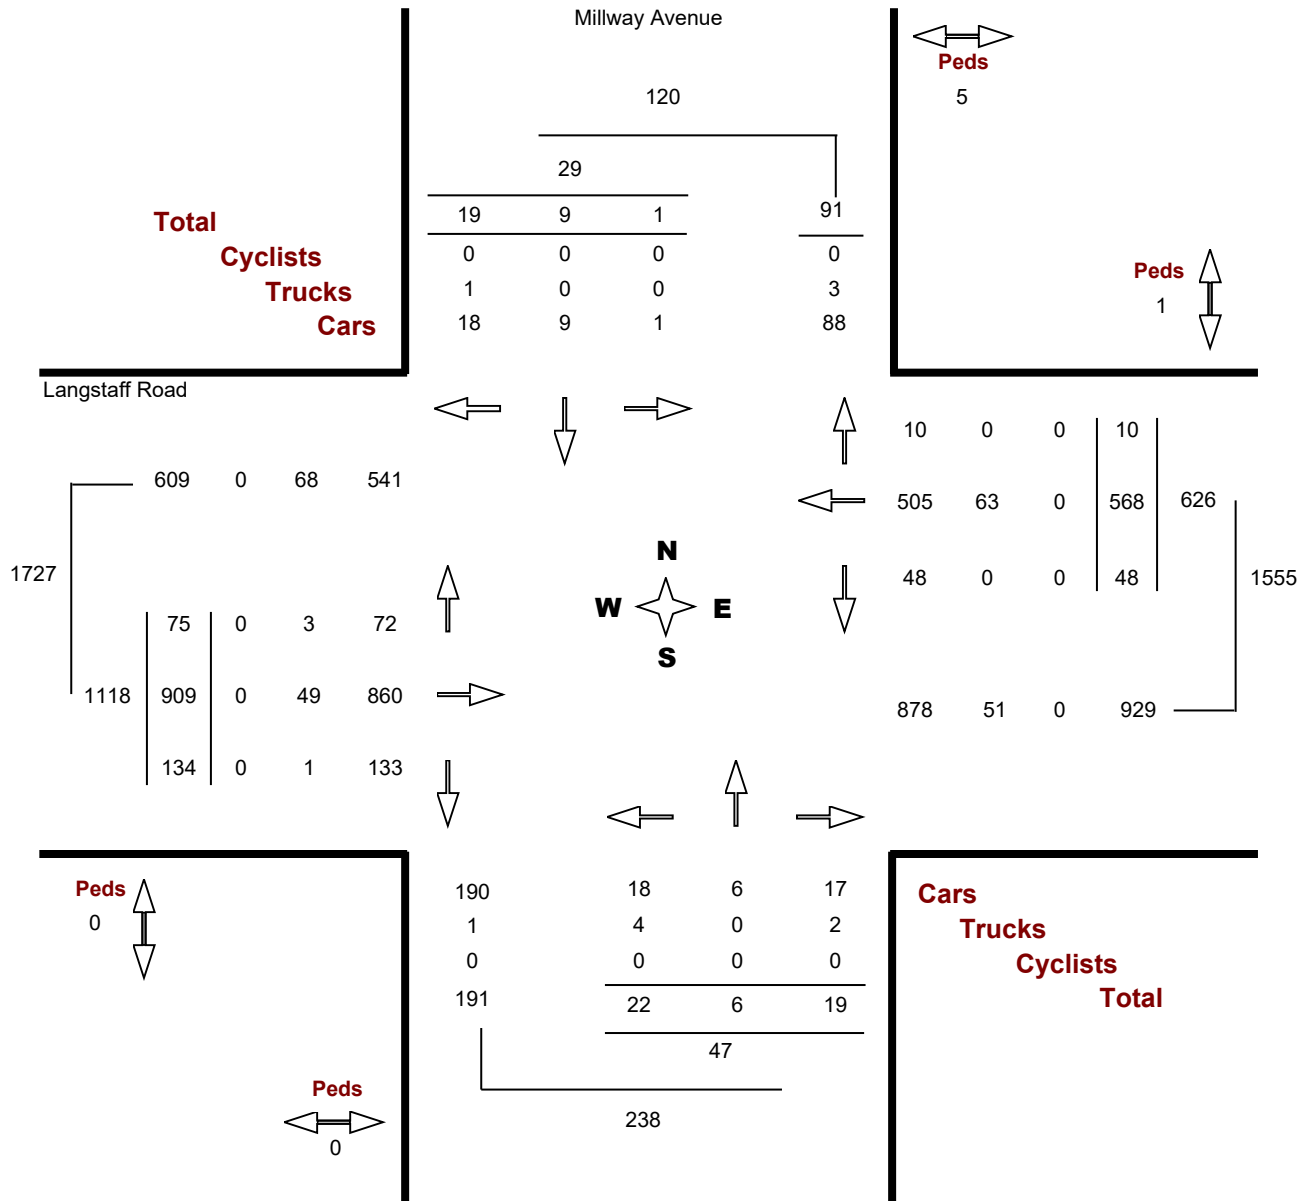 Millway Avenue
Peds
5
120
29
19 9 1 91
Total
0 0 0 0
Cyclists
1 0 0 3
Trucks
18 9 1 88
Cars
Peds
1
Langstaff Road
10 0 0 10
609 0 68 541
505 63 0 568 626
N
1727
W E
48 0 0 48 1555
S
75 0 3 72
1118 909 0 49 860
878 51 0 929
134 0 1 133
Peds
0
190 18 6 17
1 4 0 2
0 0 0 0
191 22 6 19
47
238
Cars
Trucks
Cyclists
Total
Peds
0